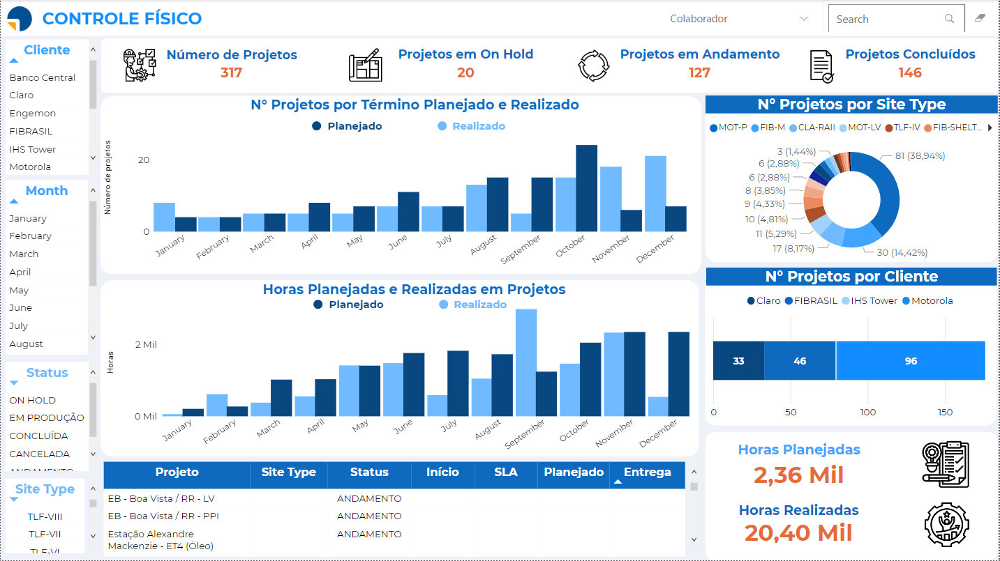 CONTROLE FÍSICO
Colaborador
Search
Cliente
Banco Central
Claro
Engemon
FIBRASIL
IHS Tower
Motorola
Month
January
February
March
April
May
June
July
August
Status
ON HOLD
EM PRODUÇÃO
CONCLUÍDA
CANCELADA
ANDAMENTO
Site Type
TLF-VIII
TLF-VII
TLF-VI
Número de Projetos
317
Projetos em On Hold
20
Projetos em Andamento
127
Projetos Concluídos
146
N° Projetos por Término Planejado e Realizado
Planejado Realizado
Número de projetos
20
0
January February March April May June July August September October November December
Horas Planejadas e Realizadas em Projetos
Planejado Realizado
Horas
2 Mil
0 Mil
January February March April May June July August September October November December
Projeto Site Type Status Início SLA Planejado Entrega
EB - Boa Vista / RR - LV ANDAMENTO
EB - Boa Vista / RR - PPI ANDAMENTO
Estação Alexandre ANDAMENTO
Mackenzie - ET4 (Óleo)
N° Projetos por Site Type
MOT-P FIB-M CLA-RAII MOT-LV TLF-IV FIB-SHELT...
3 (1,44%)
81 (38,94%)
6 (2,88%)
6 (2,88%)
8 (3,85%)
9 (4,33%)
10 (4,81%)
11 (5,29%)
17 (8,17%)
30 (14,42%)
N° Projetos por Cliente
Claro FIBRASIL IHS Tower Motorola
33 46 96
0 50 100 150
Horas Planejadas
2,36 Mil
Horas Realizadas
20,40 Mil